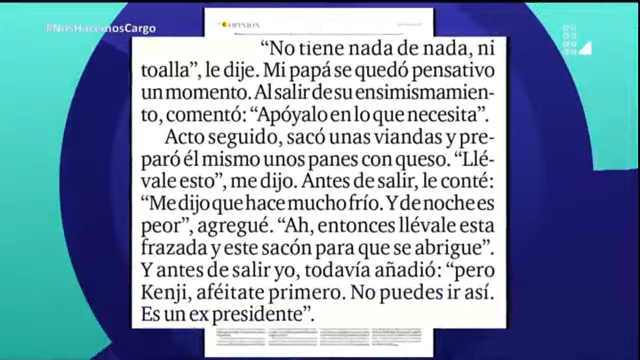 #NosHacemosCargo
OPINIÓN
4
“No tiene nada de nada, ni
toalla”, le dije. Mi papá se quedó pensativo
un momento. Al salir de su ensimismamien-
to, comentó: “Apóyalo en lo que necesita”.
Acto seguido, sacó unas viandas y pre-
paró él mismo unos panes con queso. “Llé-
vale esto”, me dijo. Antes de salir, le conté:
“Me dijo que hace mucho frío. Y de noche es
peor”, agregué. “Ah, entonces llévale esta
frazada y este sacón para que se abrigue”.
Y antes de salir yo, todavía añadió: “pero
Kenji, aféitate primero. No puedes ir así.
Es un ex presidente”.